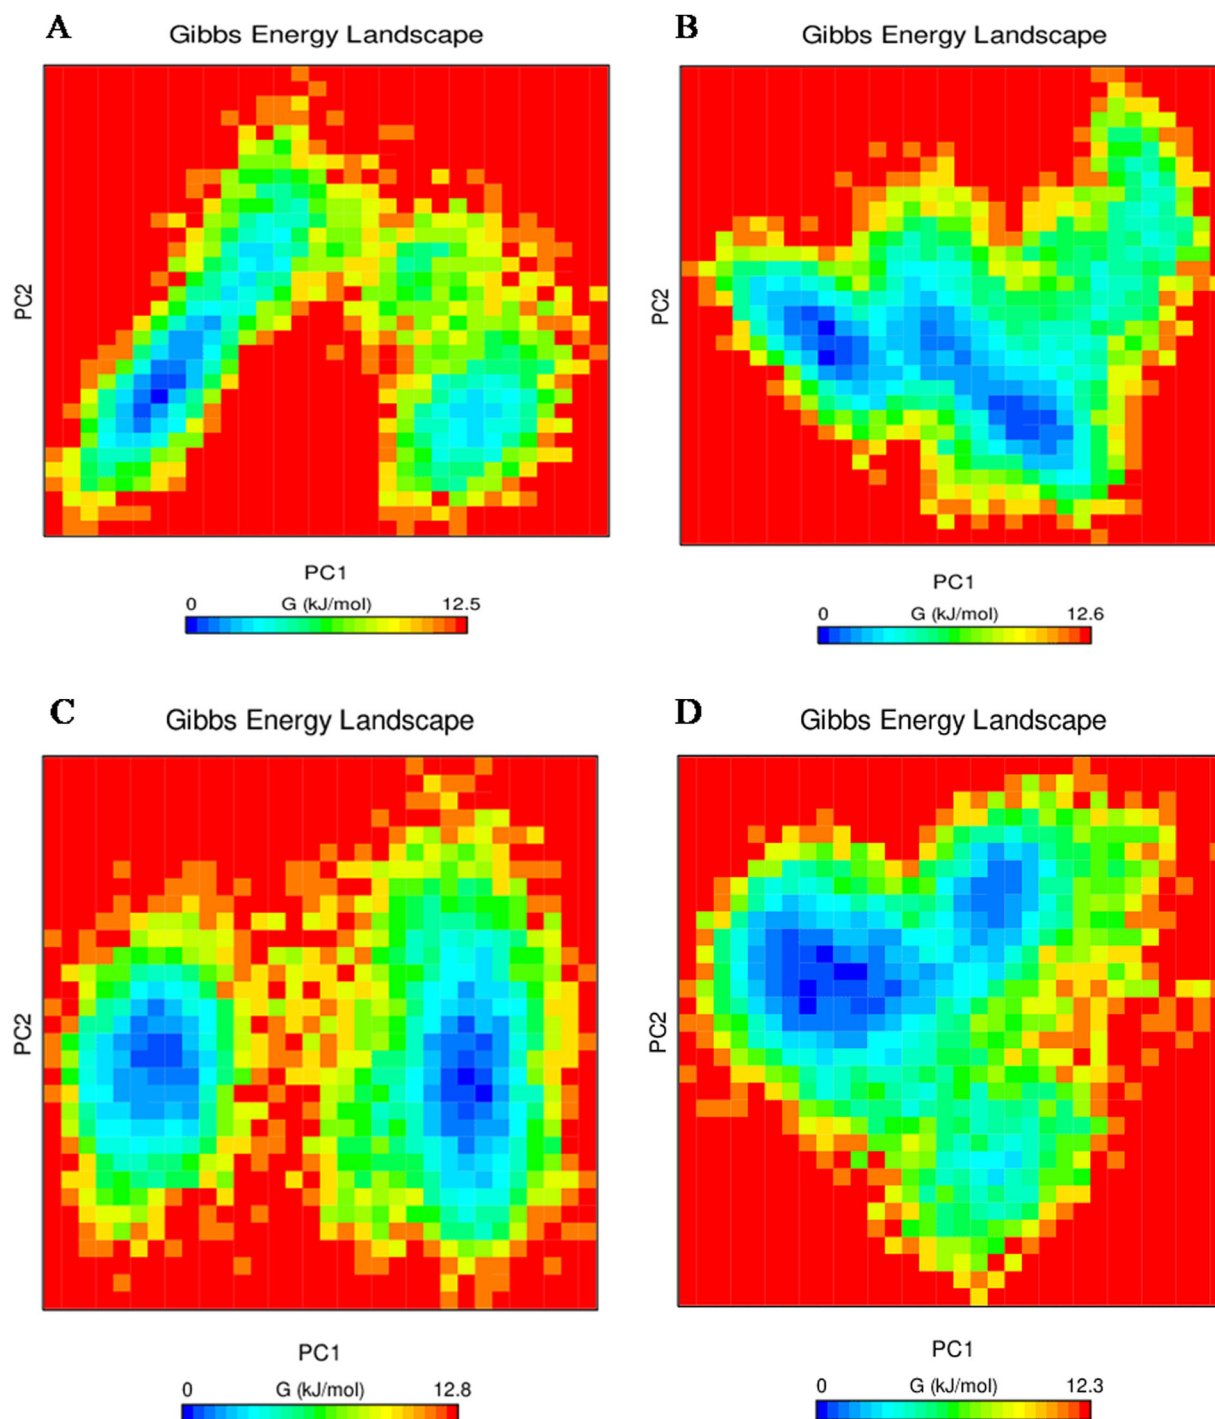 A
Gibbs Energy Landscape
PC2
PC1
0 G (kJ/mol) 12.5
B
Gibbs Energy Landscape
PC2
PC1
0 G (kJ/mol) 12.6
C
Gibbs Energy Landscape
PC2
PC1
0 G (kJ/mol) 12.8
D
Gibbs Energy Landscape
PC2
PC1
0 G (kJ/mol) 12.3